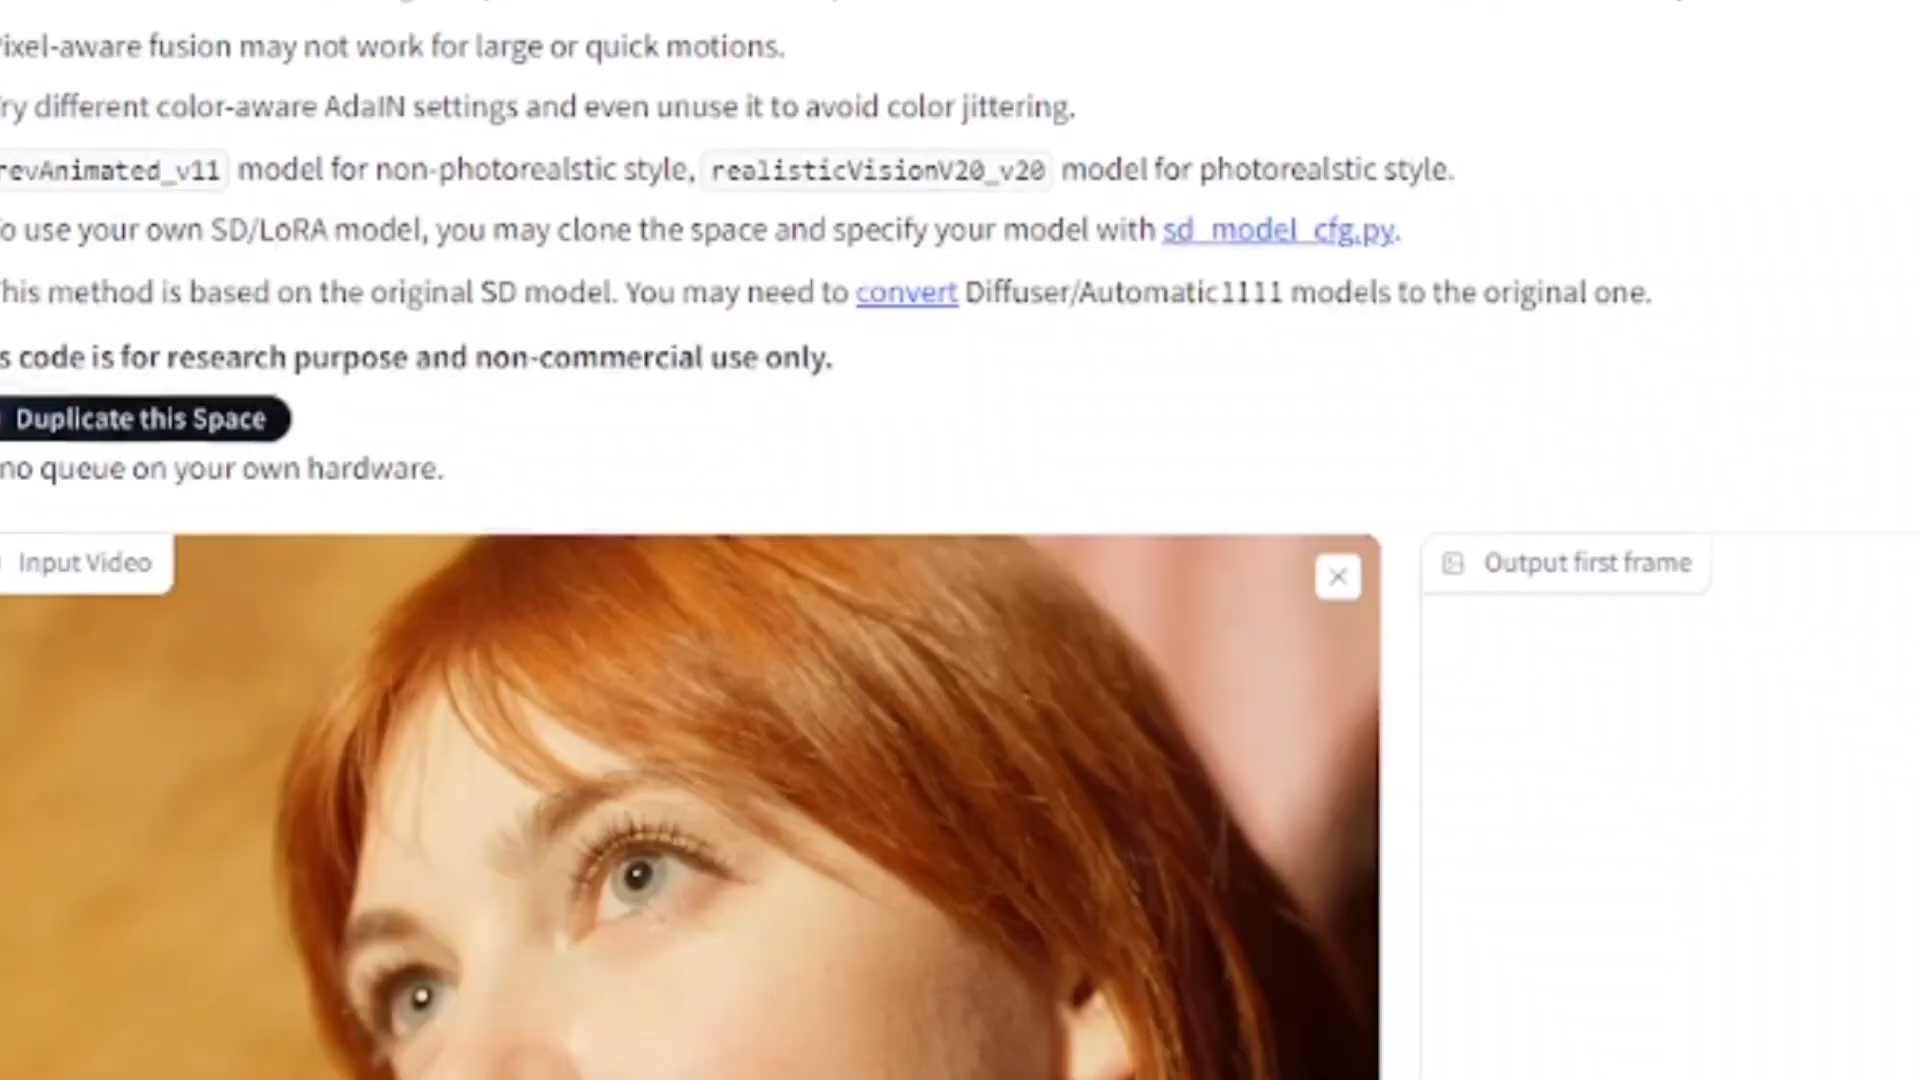 ixel-aware fusion may not work for large or quick motions.
ry different color-aware AdaIN settings and even unuse it to avoid color jittering.
revAnimated_v11 model for non-photorealstic style, realisticVisionV20_v20 model for photorealstic style.
o use your own SD/LoRA model, you may clone the space and specify your model with sd_model_cfg.py.
his method is based on the original SD model. You may need to convert Diffuser/Automatic1111 models to the original one.
s code is for research purpose and non-commercial use only.
Duplicate this Space
no queue on your own hardware.
Input Video
Output first frame